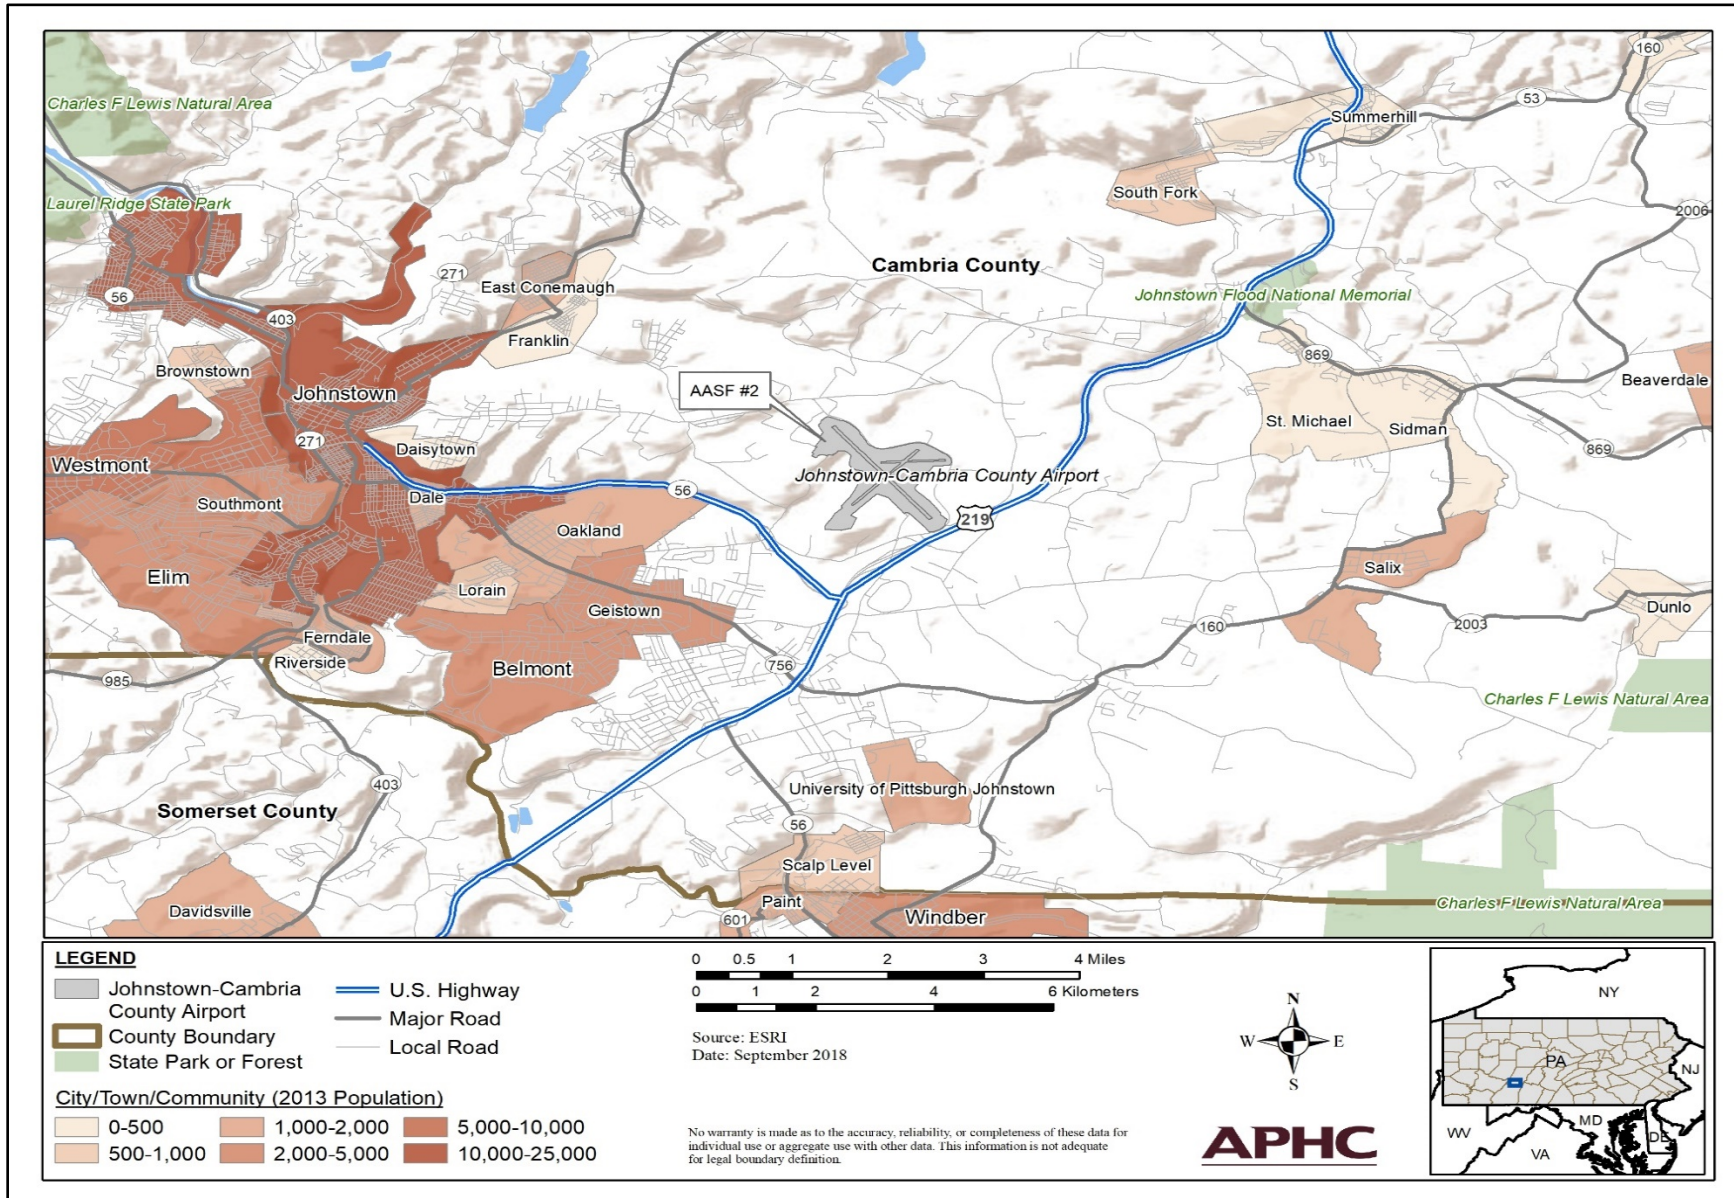 160
Charles F Lewis Natural Area
53
Summerhill
South Fork
Laurel Ridge State Park
2006
Cambria County
271
East Conemaugh
Johnstown Flood National Memorial
56
403
Franklin
869
Brownstown
Beaverdale
AASF #2
Johnstown
St. Michael
Sidman
271
Daisytown
869
Westmont
Johnstown-Cambria County Airport
56
Southmont
Dale
219
Oakland
Salix
Elim
Lorain
Geistown
Dunlo
160
2003
Ferndale
Riverside
Belmont
756
985
Charles F Lewis Natural Area
403
University of Pittsburgh Johnstown
Somerset County
56
Scalp Level
Paint
Charles F Lewis Natural Area
Davidsville
601
Windber
LEGEND
Johnstown-Cambria
County Airport
County Boundary
State Park or Forest
U.S. Highway
Major Road
Local Road
City/Town/Community (2013 Population)
0-500
500-1,000
1,000-2,000
2,000-5,000
5,000-10,000
10,000-25,000
0 0.5 1 2 3 4 Miles
0 1 2 4 6 Kilometers
Source: ESRI
Date: September 2018
No warranty is made as to the accuracy, reliability, or completeness of these data for
individual use or aggregate use with other data. This information is not adequate
for legal boundary definition.
N
W E
S
APHC
NY
PA
NJ
MD
WV
DE
VA